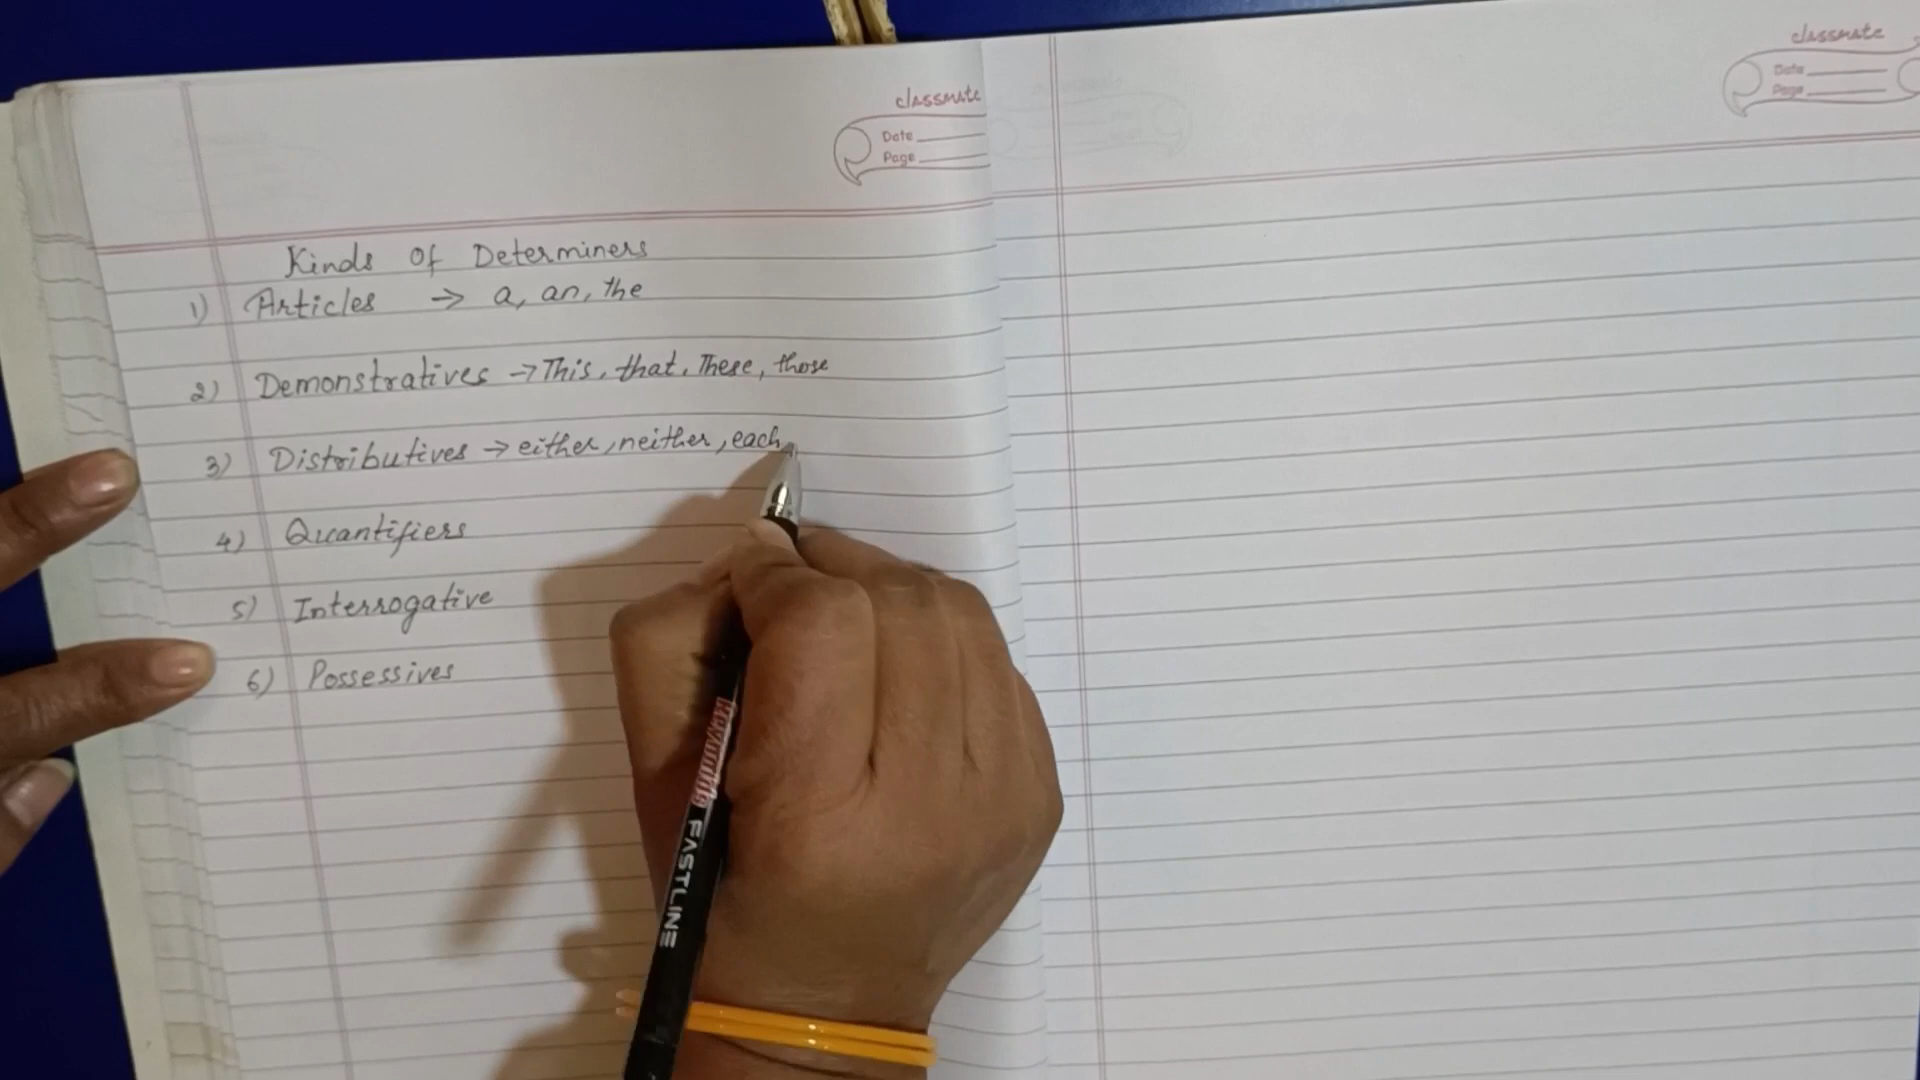 classmate
Date
Page
classmate
Date
Page
Kinds Of Determiners
1) Articles → a, an, the
2) Demonstratives → This, that, These, those
3) Distributives → either, neither, each,
4) Quantifiers
5) Interrogative
6) Possessives
Reynolds FASTLINE